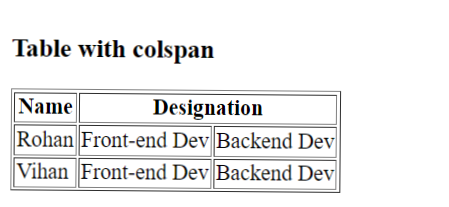 Table with colspan
Name Designation
Rohan Front-end Dev Backend Dev
Vihan Front-end Dev Backend Dev